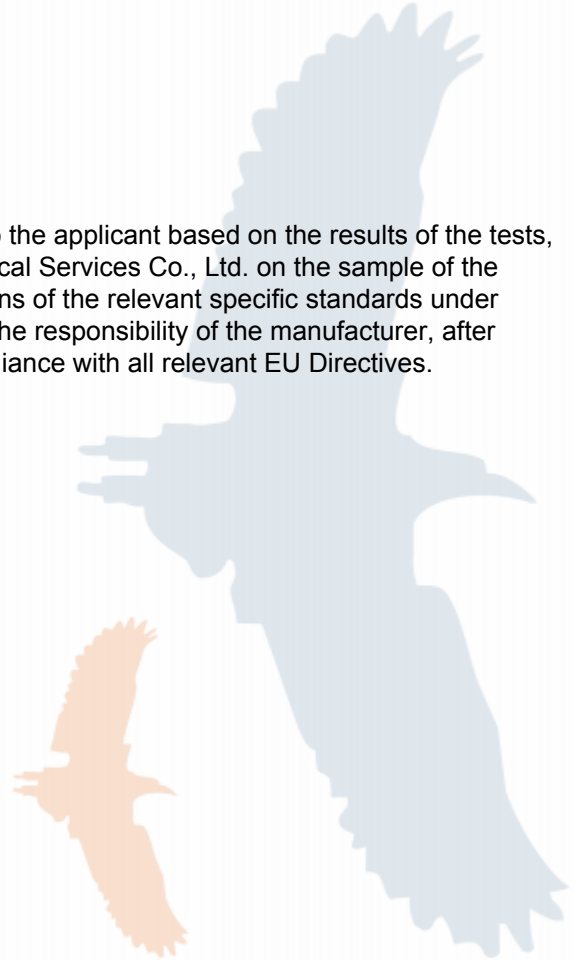 the applicant based on the results of the tests,
cal Services Co., Ltd. on the sample of the
ns of the relevant specific standards under
he responsibility of the manufacturer, after
liance with all relevant EU Directives.